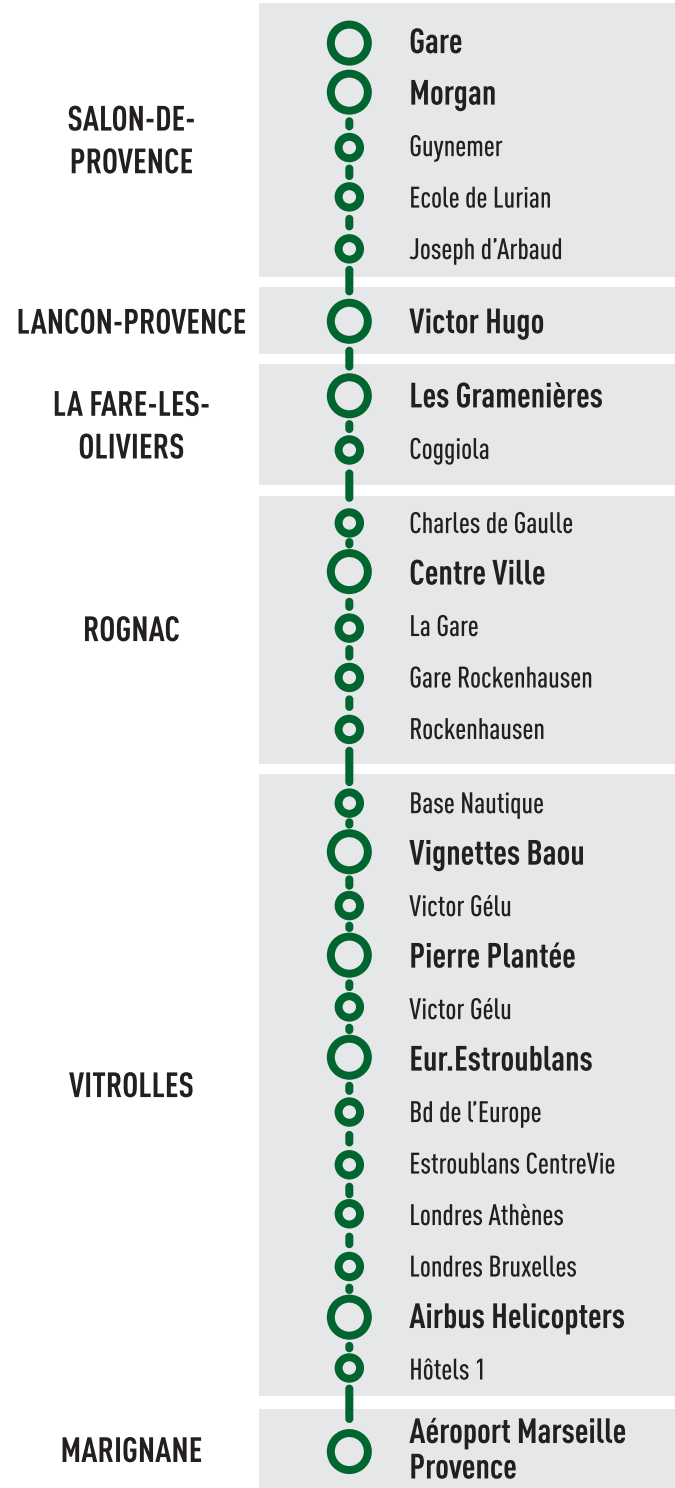 SALON-DE-
PROVENCE
Gare
Morgan
Guynemer
Ecole de Lurian
Joseph d'Arbaud
LANCON-PROVENCE
Victor Hugo
LA FARE-LES-
OLIVIERS
Les Gramenières
Coggiola
ROGNAC
Charles de Gaulle
Centre Ville
La Gare
Gare Rockenhausen
Rockenhausen
VITROLLES
Base Nautique
Vignettes Baou
Victor Gélu
Pierre Plantée
Victor Gélu
Eur.Estroublans
Bd de l'Europe
Estroublans CentreVie
Londres Athènes
Londres Bruxelles
Airbus Helicopters
Hôtels 1
MARIGNANE
Aéroport Marseille
Provence